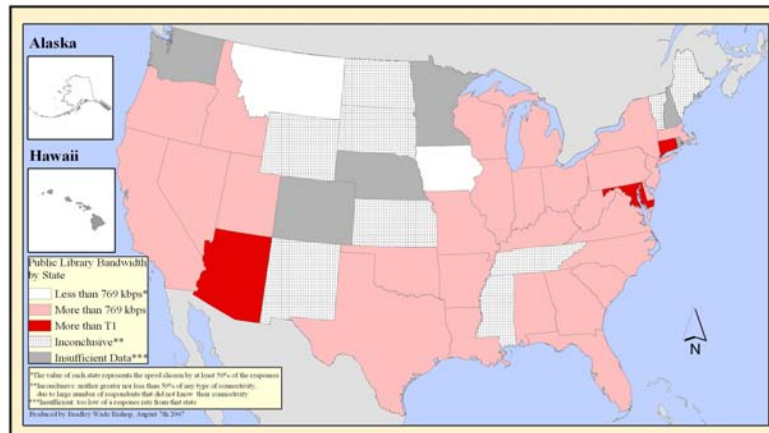 Alaska
Hawaii
Public Library Bandwidth
by State
Less than 769 kbps*
More than 769 kbps
More than T1
Inconclusive**
Insufficient Data***
N
*The value of each state represents the speed chosen by at least 50% of the responses
**Inconclusive: neither greater nor less than 50% of any type of connectivity,
due to large number of respondents that did not know their connectivity
***Insufficient: too low of a response rate from that state
Produced by Bradley Wade Bishop, August 7th 2007